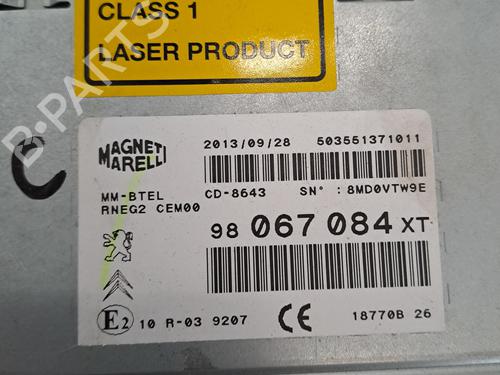 CLASS 1
LASER PRODUCT
MAGNETI
MARELLI
2013/09/28 503551371011
MM-BTEL
CD-8643 SN° :8MD0VTW9E
RNEG2 CEM00
98 067 084 XT
E2 10 R-03 9207 CE 18770B 26
B-PARTS